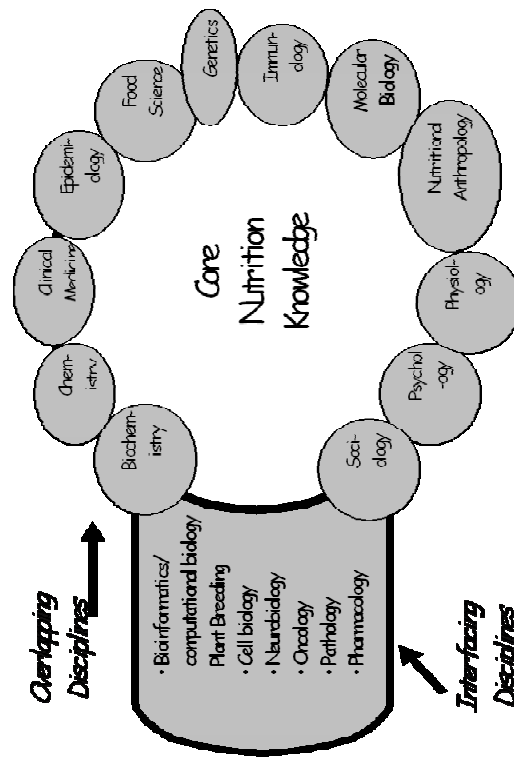 Overlapping
Disciplines
Biochem-
istry
Chem-
istry
Clinical
Medicine
Epidemi-
ology
Food
Science
Genetics
Immun-
ology
Molecular
Biology
Nutritional
Anthropology
Physiol-
ogy
Psychol
-ogy
Soci-
ology
Core
Nutrition
Knowledge
• Bioinformatics/
computational biology
Plant Breeding
• Cell biology
• Neurobiology
• Oncology
• Pathology
• Pharmacology
Interfacing
Disciplines